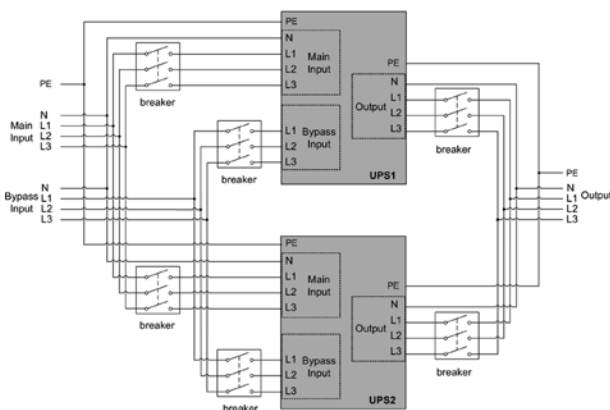 PE
N
L1
L2
L3
Main
Input
breaker
L1
L2
L3
Bypass
Input
breaker
UPS1
PE
N
L1
L2
L3
Output
breaker
PE
N
Main L1
Input L2
L3
N
Bypass L1
Input L2
L3
PE
N
L1 Output
L2
L3
PE
N
L1
L2
L3
Main
Input
breaker
L1
L2
L3
Bypass
Input
breaker
UPS2
PE
N
L1
L2
L3
Output
breaker